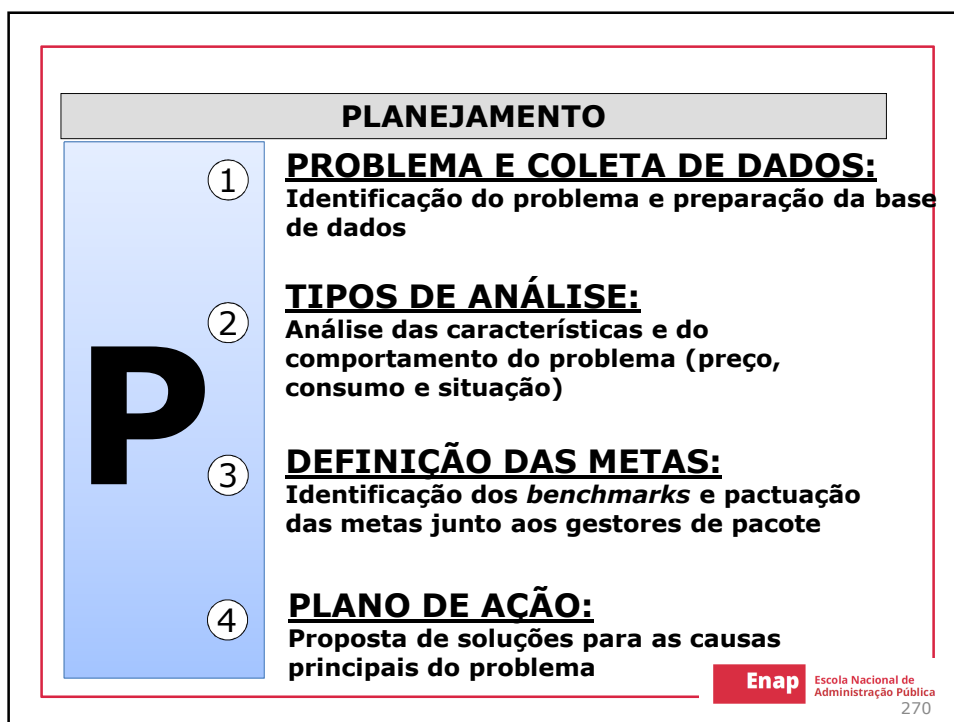 PLANEJAMENTO
P
1
PROBLEMA E COLETA DE DADOS:
Identificação do problema e preparação da base
de dados
2
TIPOS DE ANÁLISE:
Análise das características e do
comportamento do problema (preço,
consumo e situação)
3
DEFINIÇÃO DAS METAS:
Identificação dos benchmarks e pactuação
das metas junto aos gestores de pacote
4
PLANO DE AÇÃO:
Proposta de soluções para as causas
principais do problema
Enap
Escola Nacional de
Administração Pública
270